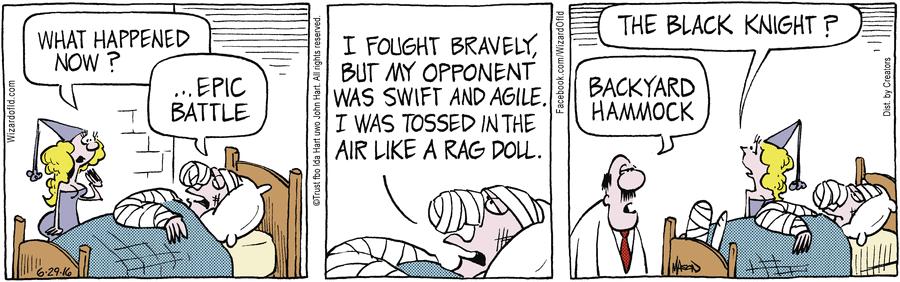 WHAT HAPPENED
NOW?
...EPIC
BATTLE
Wizardofid.com
6-29-16
©Trust fbo Ida Hart uwo John Hart. All rights reserved.
I FOUGHT BRAVELY,
BUT MY OPPONENT
WAS SWIFT AND AGILE.
I WAS TOSSED IN THE
AIR LIKE A RAG DOLL.
Facebook.com/WizardOfId
THE BLACK KNIGHT?
BACKYARD
HAMMOCK
Dist. by Creators
MASON